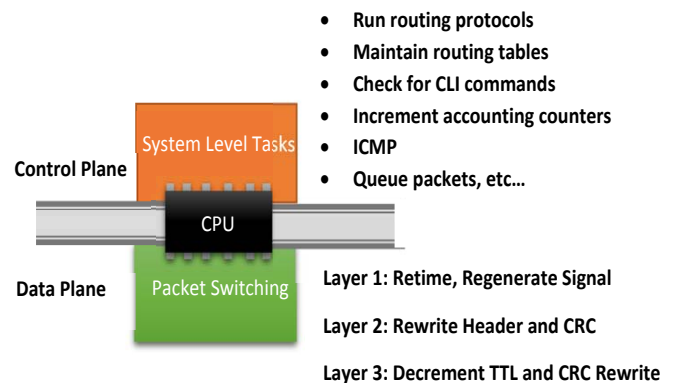 • Run routing protocols
• Maintain routing tables
• Check for CLI commands
• Increment accounting counters
• ICMP
• Queue packets, etc…
System Level Tasks
Control Plane
CPU
Data Plane
Packet Switching
Layer 1: Retime, Regenerate Signal
Layer 2: Rewrite Header and CRC
Layer 3: Decrement TTL and CRC Rewrite